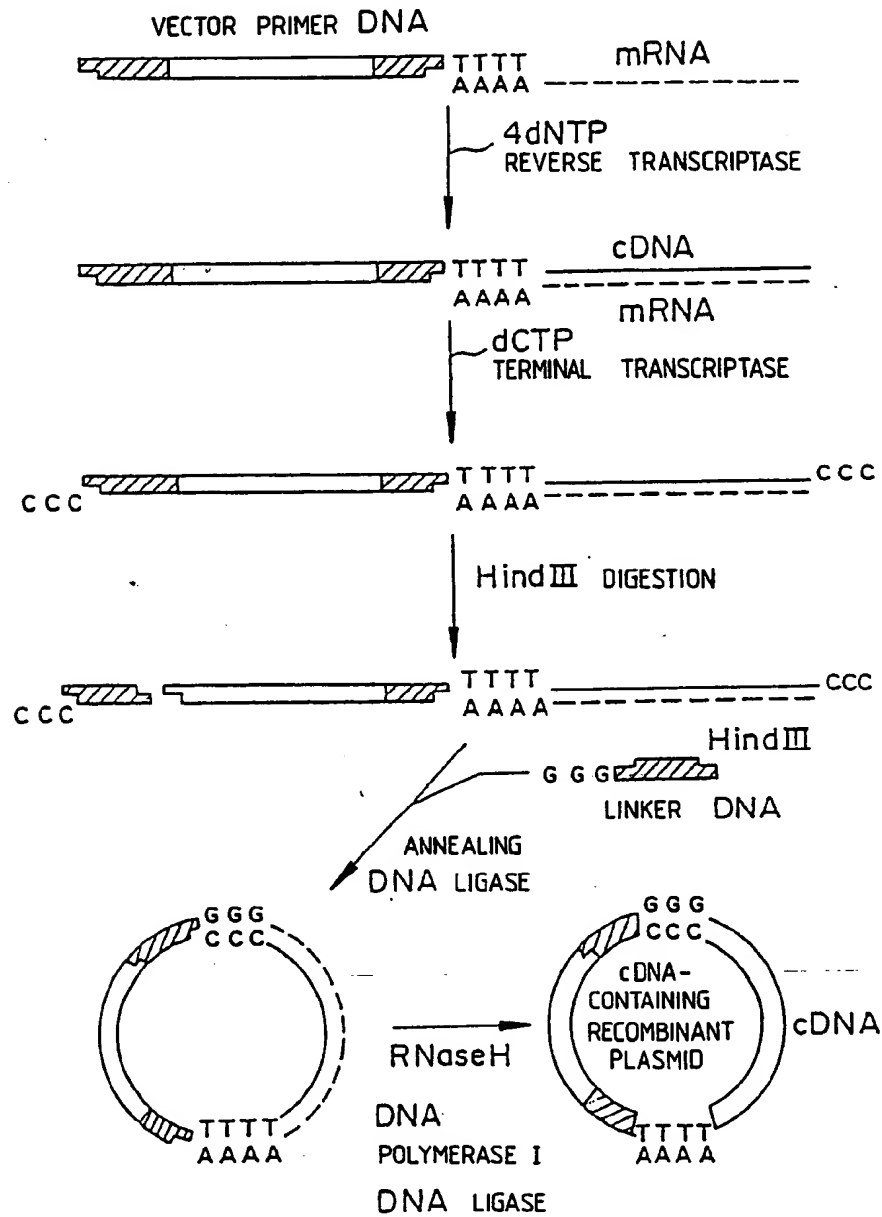 VECTOR PRIMER DNA
TTTT
mRNA
AAAA
4dNTP
REVERSE TRANSCRIPTASE
TTTT
cDNA
AAAA
mRNA
dCTP
TERMINAL TRANSCRIPTASE
CCC
TTTT
CCC
AAAA
HindIII DIGESTION
CCC
TTTT
CCC
AAAA
HindIII
GGG
LINKER DNA
ANNEALING
DNA LIGASE
GGG
CCC
GGG
CCC
cDNA-
CONTAINING
RECOMBINANT
PLASMID
cDNA
RNaseH
TTTT
AAAA
DNA
POLYMERASE I
DNA LIGASE
TTTT
AAAA